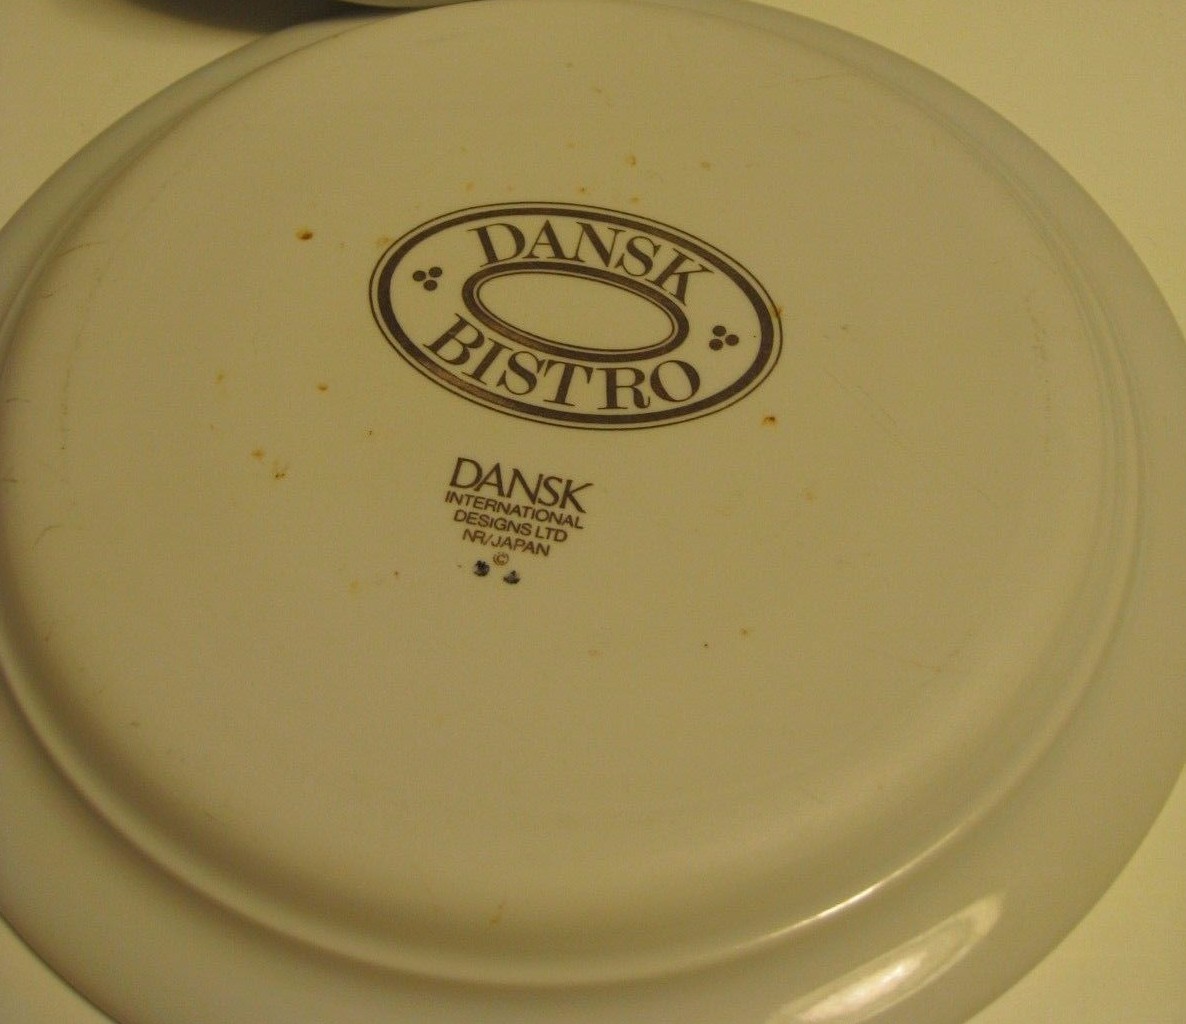 DANSK
BISTRO
DANSK
INTERNATIONAL
DESIGNS LTD
NR/JAPAN
©